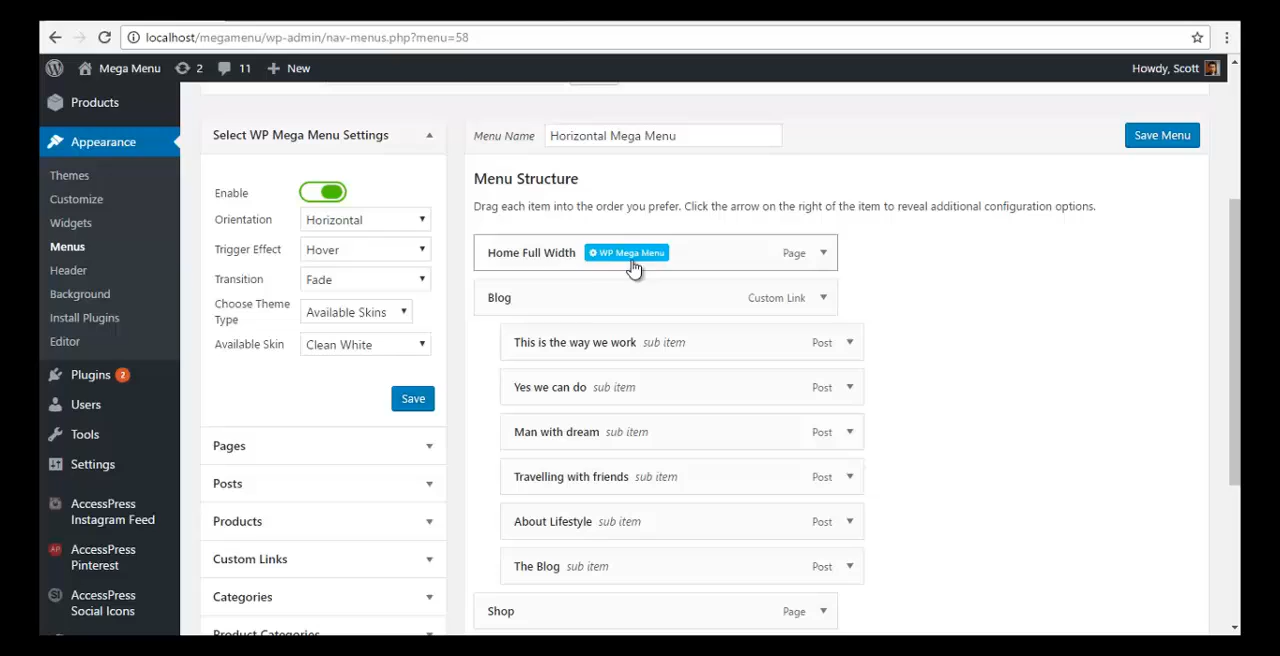 localhost/megamenu/wp-admin/nav-menus.php?menu=58
Mega Menu 2 11 New Howdy, Scott
Products
Appearance
Themes
Customize
Widgets
Menus
Header
Background
Install Plugins
Editor
Plugins 2
Users
Tools
Settings
AccessPress
Instagram Feed
AccessPress
Pinterest
AccessPress
Social Icons
Select WP Mega Menu Settings
Enable
Orientation Horizontal
Trigger Effect Hover
Transition Fade
Choose Theme
Type Available Skins
Available Skin Clean White
Save
Pages
Posts
Products
Custom Links
Categories
Product Categories
Menu Name Horizontal Mega Menu Save Menu
Menu Structure
Drag each item into the order you prefer. Click the arrow on the right of the item to reveal additional configuration options.
Home Full Width WP Mega Menu Page
Blog Custom Link
This is the way we work sub item Post
Yes we can do sub item Post
Man with dream sub item Post
Travelling with friends sub item Post
About Lifestyle sub item Post
The Blog sub item Post
Shop Page